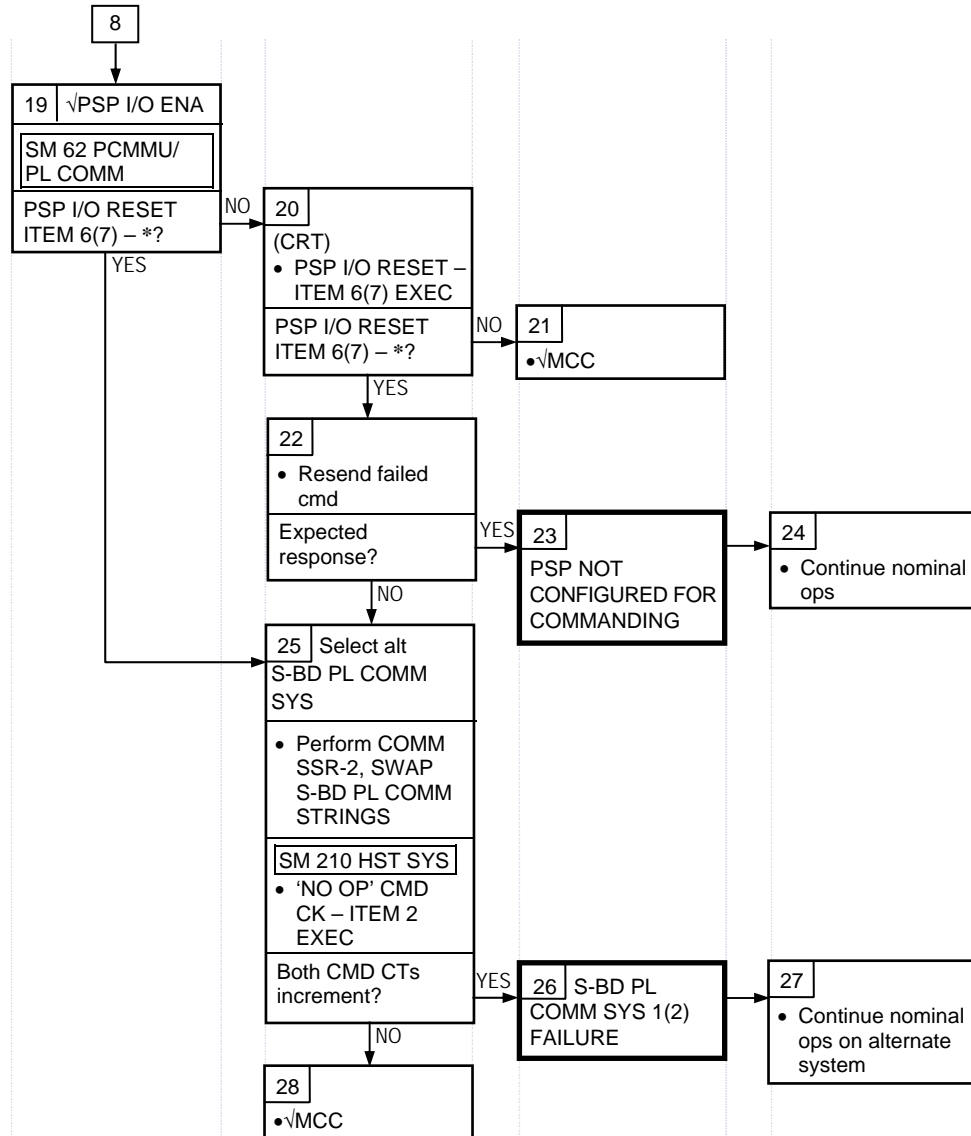 8
19 √PSP I/O ENA
SM 62 PCMMU/
PL COMM
PSP I/O RESET
ITEM 6(7) – *?
NO
YES
20
(CRT)
• PSP I/O RESET –
ITEM 6(7) EXEC
PSP I/O RESET
ITEM 6(7) – *?
NO
YES
21
•√MCC
22
• Resend failed
cmd
Expected
response?
YES
NO
23
PSP NOT
CONFIGURED FOR
COMMANDING
24
• Continue nominal
ops
25 Select alt
S-BD PL COMM
SYS
• Perform COMM
SSR-2, SWAP
S-BD PL COMM
STRINGS
SM 210 HST SYS
• ‘NO OP’ CMD
CK – ITEM 2
EXEC
Both CMD CTs
increment?
YES
NO
26 S-BD PL
COMM SYS 1(2)
FAILURE
27
• Continue nominal
ops on alternate
system
28
•√MCC